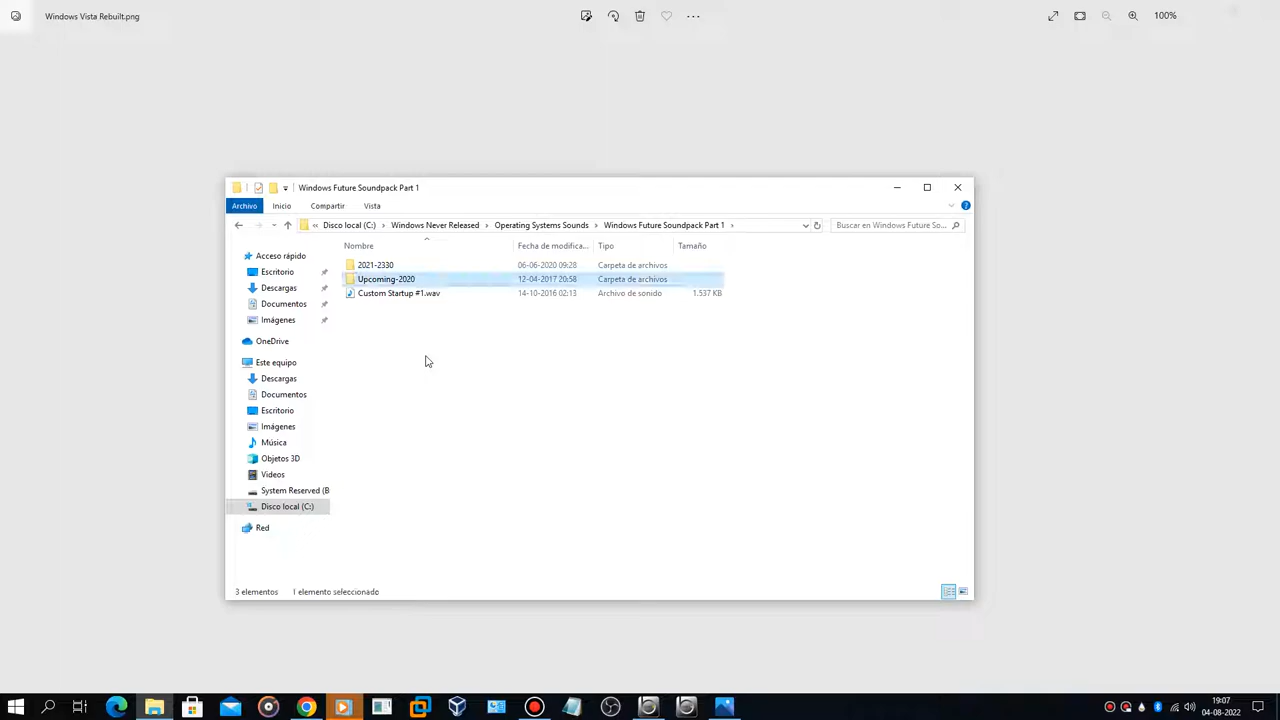 Windows Vista Rebuilt.png
100%
Windows Future Soundpack Part 1
Archivo Inicio Compartir Vista
« Disco local (C:) › Windows Never Released › Operating Systems Sounds › Windows Future Soundpack Part 1 › Buscar en Windows Future So...
Nombre Fecha de modifica... Tipo Tamaño
2021-2330 06-06-2020 09:28 Carpeta de archivos
Upcoming-2020 12-04-2017 20:58 Carpeta de archivos
Custom Startup #1.wav 14-10-2016 02:13 Archivo de sonido 1.537 KB
Acceso rápido
Escritorio
Descargas
Documentos
Imágenes
OneDrive
Este equipo
Descargas
Documentos
Escritorio
Imágenes
Música
Objetos 3D
Videos
System Reserved (B
Disco local (C:)
Red
3 elementos 1 elemento seleccionado
19:07
04-08-2022